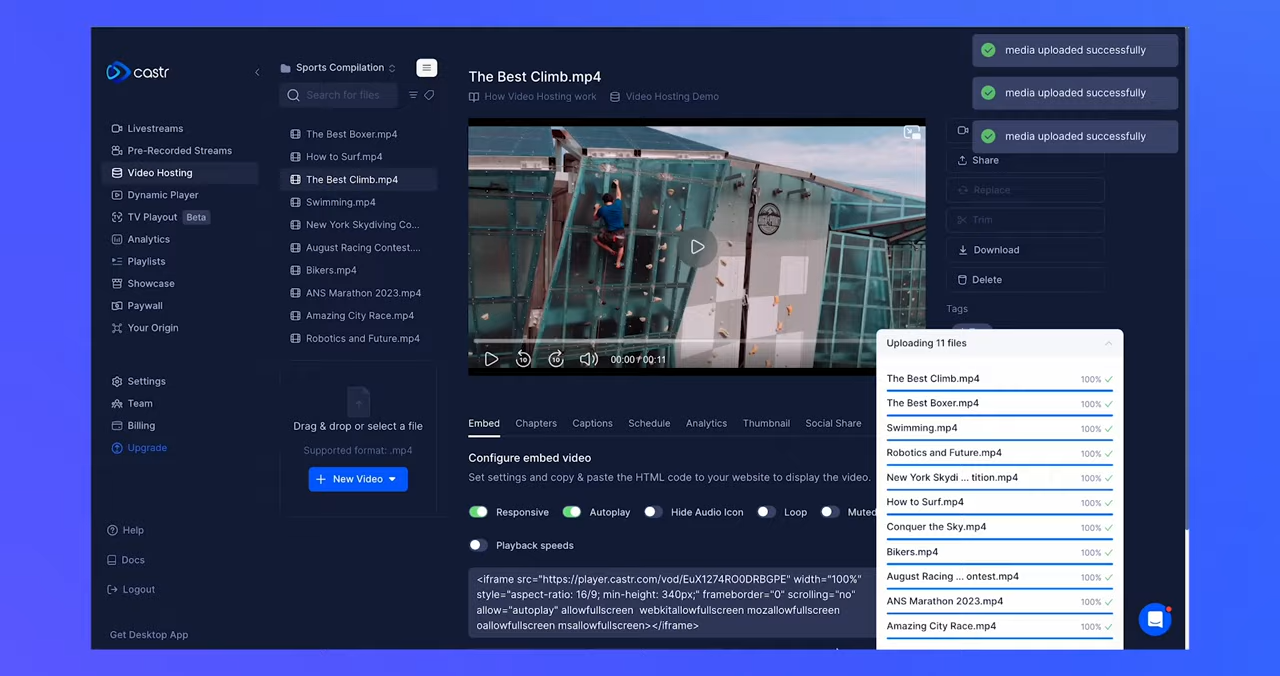 castr
Livestreams
Pre-Recorded Streams
Video Hosting
Dynamic Player
TV Playout Beta
Analytics
Playlists
Showcase
Paywall
Your Origin
Settings
Team
Billing
Upgrade
Help
Docs
Logout
Get Desktop App
Sports Compilation
Search for files
The Best Boxer.mp4
How to Surf.mp4
The Best Climb.mp4
Swimming.mp4
New York Skydiving Co...
August Racing Contest....
Bikers.mp4
ANS Marathon 2023.mp4
Amazing City Race.mp4
Robotics and Future.mp4
Drag & drop or select a file
Supported format: .mp4
New Video
The Best Climb.mp4
How Video Hosting work Video Hosting Demo
10 10 00:00 / 00:11
Embed Chapters Captions Schedule Analytics Thumbnail Social Share
Configure embed video
Set settings and copy & paste the HTML code to your website to display the video.
Responsive Autoplay Hide Audio Icon Loop Muted
Playback speeds
<iframe src="https://player.castr.com/vod/EuX1274RO0DRBGPE" width="100%"
style="aspect-ratio: 16/9; min-height: 340px;" frameborder="0" scrolling="no"
allow="autoplay" allowfullscreen webkitallowfullscreen mozallowfullscreen
oallowfullscreen msallowfullscreen></iframe>
media uploaded successfully
media uploaded successfully
media uploaded successfully
Share
Replace
Trim
Download
Delete
Tags
Uploading 11 files
The Best Climb.mp4 100%
The Best Boxer.mp4 100%
Swimming.mp4 100%
Robotics and Future.mp4 100%
New York Skydi ... tition.mp4 100%
How to Surf.mp4 100%
Conquer the Sky.mp4 100%
Bikers.mp4 100%
August Racing ... ontest.mp4 100%
ANS Marathon 2023.mp4 100%
Amazing City Race.mp4 100%